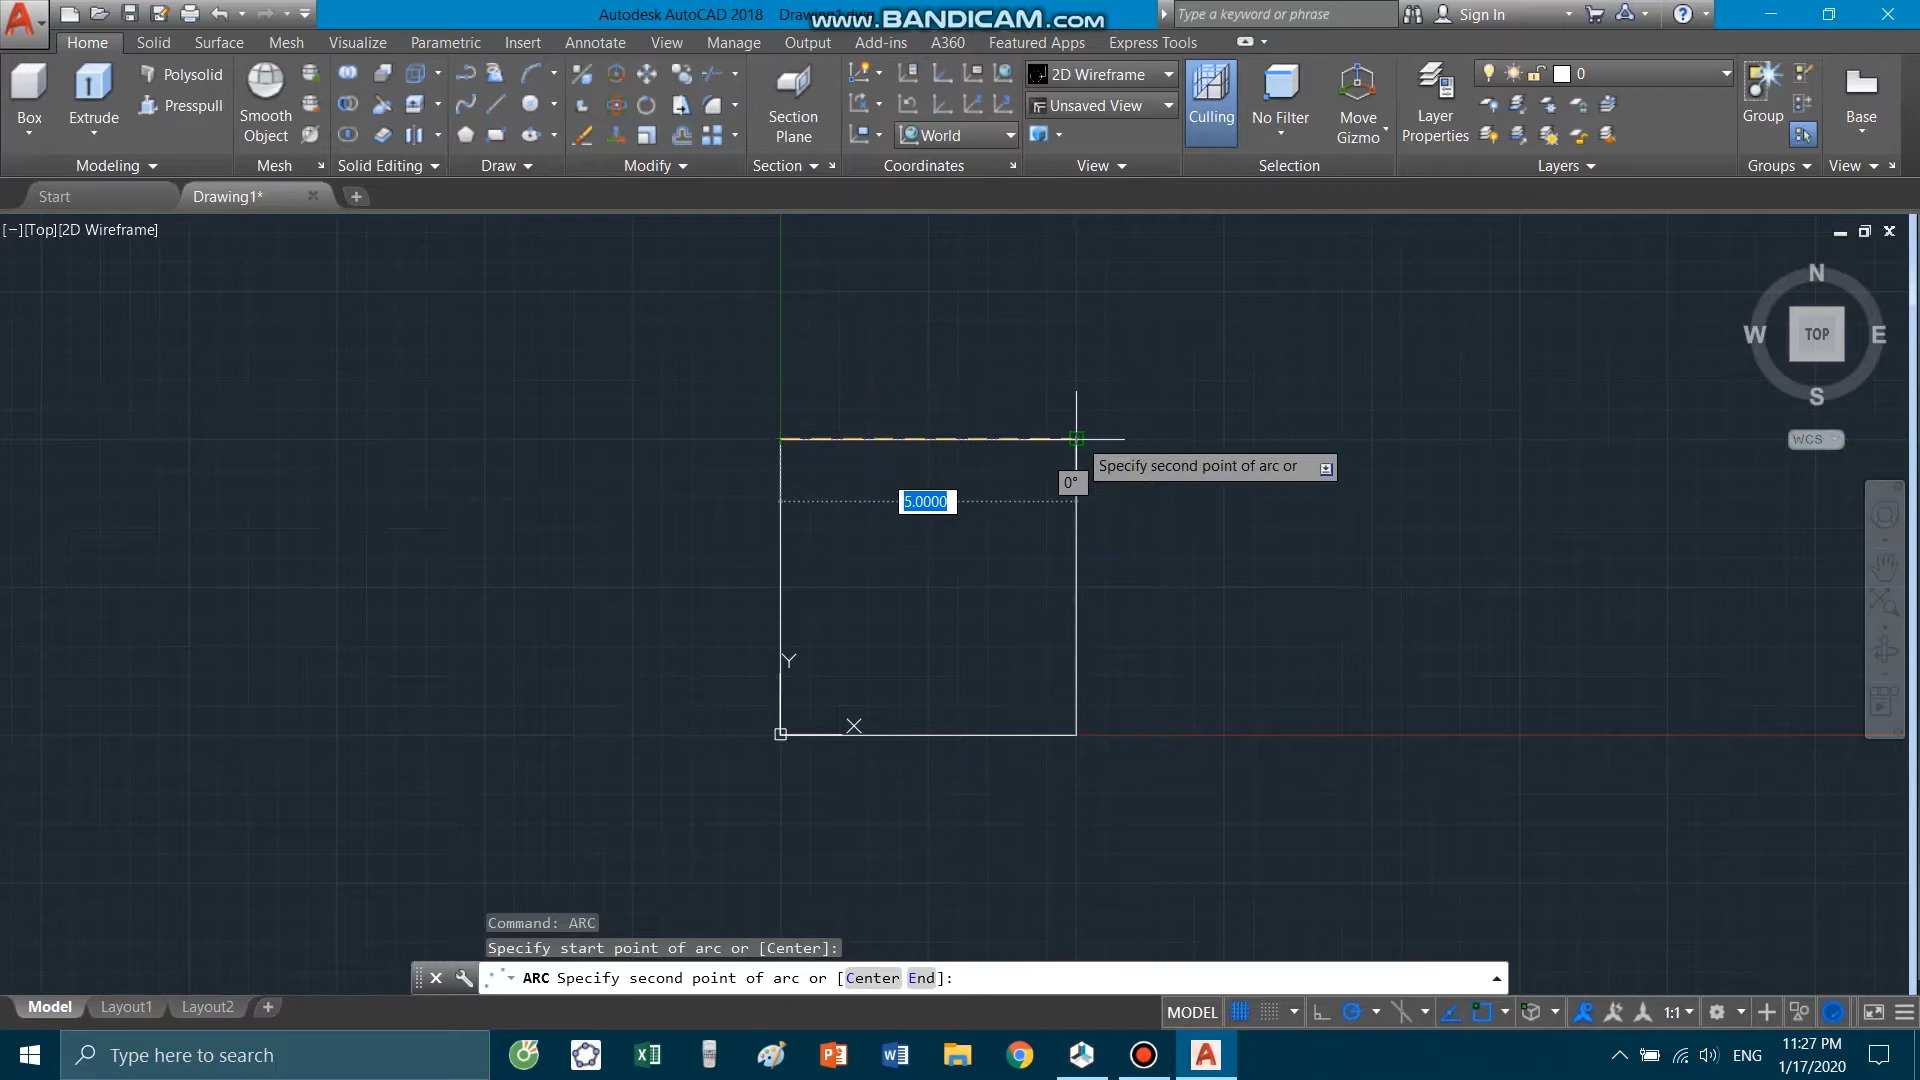 Autodesk AutoCAD 2018 Drawing1.dwg
www.BANDICAM.com
Type a keyword or phrase
Sign In
Home Solid Surface Mesh Visualize Parametric Insert Annotate View Manage Output Add-ins A360 Featured Apps Express Tools
Box
Extrude
Polysolid
Presspull
Modeling
Smooth
Object
Mesh
Solid Editing
Draw
Modify
Section
Plane
Section
World
Coordinates
2D Wireframe
Unsaved View
View
Culling
No Filter
Move
Gizmo
Selection
Layer
Properties
0
Layers
Group
Groups
Base
View
Start
Drawing1*
[−][Top][2D Wireframe]
N
W
TOP
E
S
WCS
Specify second point of arc or
0°
5.0000
Y
X
Command: ARC
Specify start point of arc or [Center]:
ARC Specify second point of arc or [Center End]:
Model Layout1 Layout2
MODEL
1:1
Type here to search
ENG
11:27 PM
1/17/2020